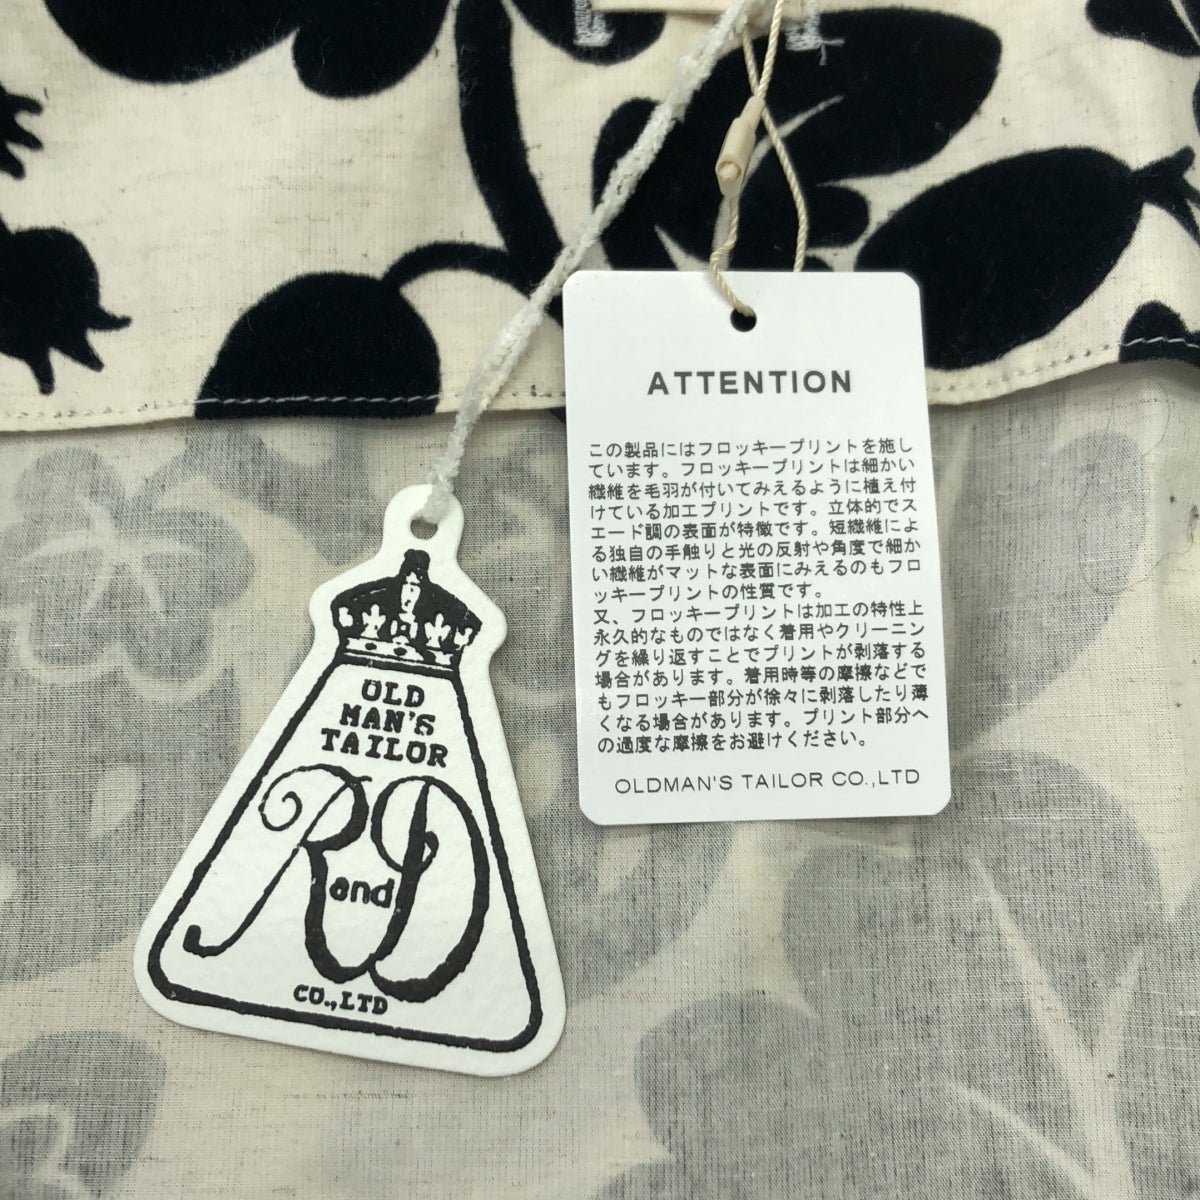 OLD
MAN'S
TAILOR
R and D
CO.,LTD
ATTENTION
この製品にはフロッキープリントを施し
ています。フロッキープリントは細かい
繊維を毛羽が付いてみえるように植え付
けている加工プリントです。立体的でス
エード調の表面が特徴です。短繊維によ
る独自の手触りと光の反射や角度で細か
い繊維がマットな表面にみえるのもフロ
ッキープリントの性質です。
又、フロッキープリントは加工の特性上
永久的なものではなく着用やクリーニン
グを繰り返すことでプリントが剥落する
場合があります。着用時等の摩擦などで
もフロッキー部分が徐々に剥落したり薄
くなる場合があります。プリント部分へ
の過度な摩擦をお避けください。
OLDMAN'S TAILOR CO.,LTD